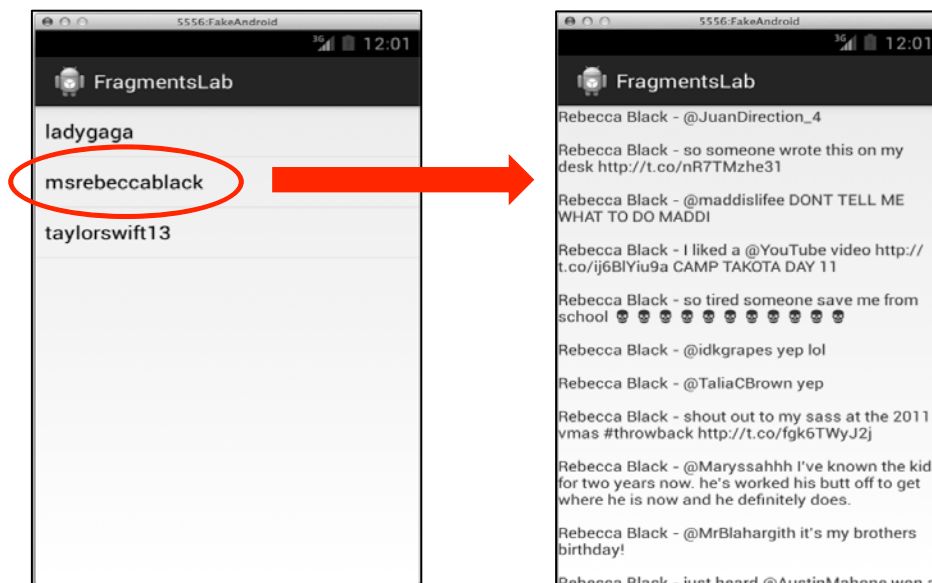 5556:FakeAndroid
3G 12:01
FragmentsLab
ladygaga
msrebeccablack
taylorswift13
5556:FakeAndroid
3G 12:01
FragmentsLab
Rebecca Black - @JuanDirection_4
Rebecca Black - so someone wrote this on my
desk http://t.co/nR7TMzhe31
Rebecca Black - @maddislifee DONT TELL ME
WHAT TO DO MADDI
Rebecca Black - I liked a @YouTube video http://
t.co/ij6BlYiu9a CAMP TAKOTA DAY 11
Rebecca Black - so tired someone save me from
school 💀 💀 💀 💀 💀 💀 💀 💀 💀 💀 💀
Rebecca Black - @idkgrapes yep lol
Rebecca Black - @TaliaCBrown yep
Rebecca Black - shout out to my sass at the 2011
vmas #throwback http://t.co/fgk6TWyJ2j
Rebecca Black - @Maryssahhh I've known the kid
for two years now. he's worked his butt off to get
where he is now and he definitely does.
Rebecca Black - @MrBlahargith it's my brothers
birthday!
Rebecca Black - just heard @AustinMahone won a